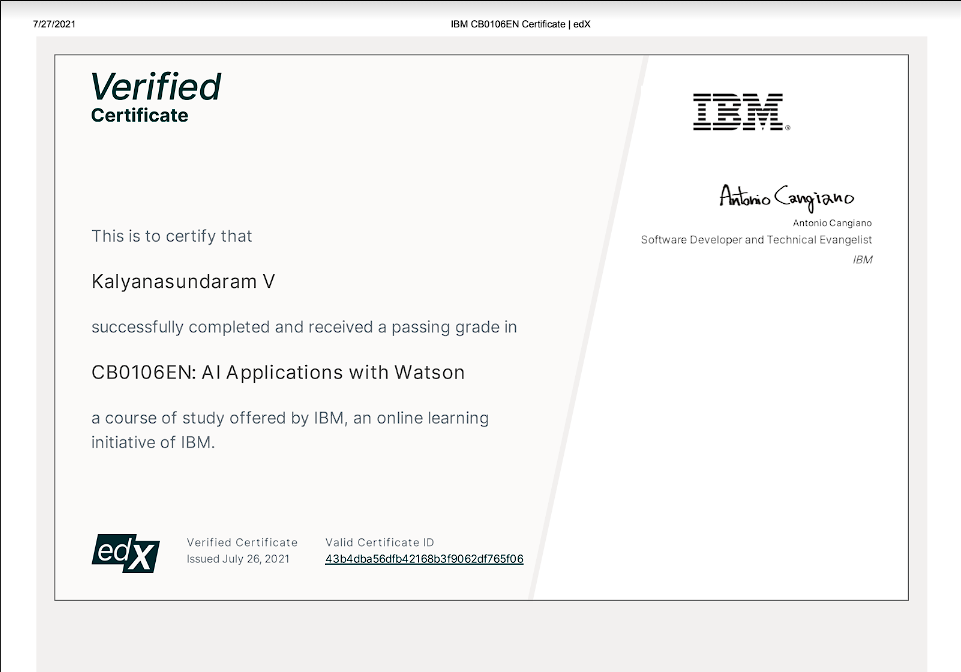 7/27/2021
IBM CB0106EN Certificate | edX
Verified
Certificate
IBM®
Antonio Cangiano
Antonio Cangiano
Software Developer and Technical Evangelist
IBM
This is to certify that
Kalyanasundaram V
successfully completed and received a passing grade in
CB0106EN: AI Applications with Watson
a course of study offered by IBM, an online learning
initiative of IBM.
edX
Verified Certificate
Issued July 26, 2021
Valid Certificate ID
43b4dba56dfb42168b3f9062df765f06